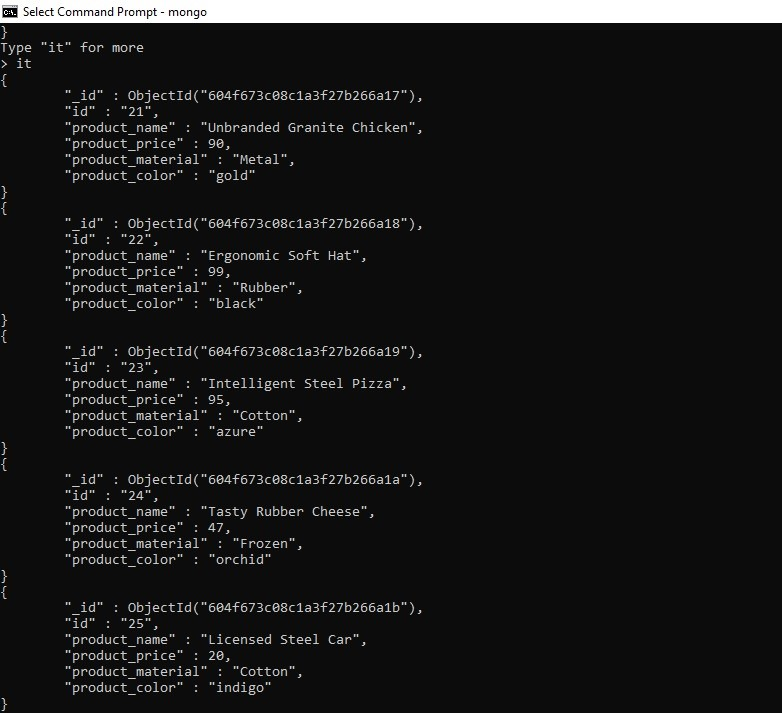 Select Command Prompt - mongo
}
Type "it" for more
> it
{
        "_id" : ObjectId("604f673c08c1a3f27b266a17"),
        "id" : "21",
        "product_name" : "Unbranded Granite Chicken",
        "product_price" : 90,
        "product_material" : "Metal",
        "product_color" : "gold"
}
{
        "_id" : ObjectId("604f673c08c1a3f27b266a18"),
        "id" : "22",
        "product_name" : "Ergonomic Soft Hat",
        "product_price" : 99,
        "product_material" : "Rubber",
        "product_color" : "black"
}
{
        "_id" : ObjectId("604f673c08c1a3f27b266a19"),
        "id" : "23",
        "product_name" : "Intelligent Steel Pizza",
        "product_price" : 95,
        "product_material" : "Cotton",
        "product_color" : "azure"
}
{
        "_id" : ObjectId("604f673c08c1a3f27b266a1a"),
        "id" : "24",
        "product_name" : "Tasty Rubber Cheese",
        "product_price" : 47,
        "product_material" : "Frozen",
        "product_color" : "orchid"
}
{
        "_id" : ObjectId("604f673c08c1a3f27b266a1b"),
        "id" : "25",
        "product_name" : "Licensed Steel Car",
        "product_price" : 20,
        "product_material" : "Cotton",
        "product_color" : "indigo"
}